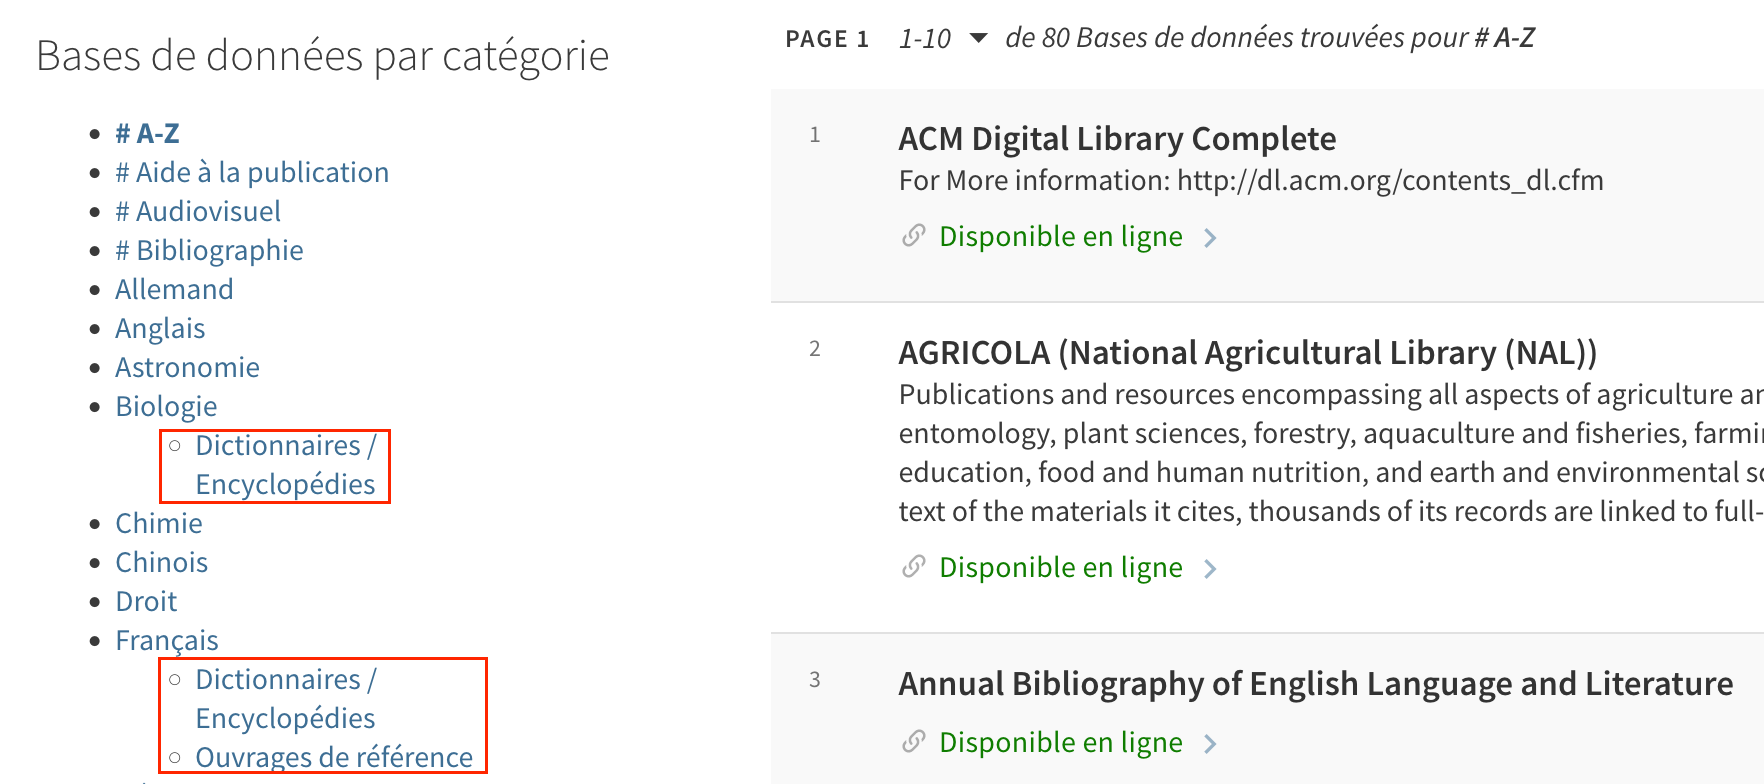 Bases de données par catégorie
# A-Z
# Aide à la publication
# Audiovisuel
# Bibliographie
Allemand
Anglais
Astronomie
Biologie
Dictionnaires /
Encyclopédies
Chimie
Chinois
Droit
Français
Dictionnaires /
Encyclopédies
Ouvrages de référence
PAGE 1 1-10 de 80 Bases de données trouvées pour # A-Z
1
ACM Digital Library Complete
For More information: http://dl.acm.org/contents_dl.cfm
Disponible en ligne
2
AGRICOLA (National Agricultural Library (NAL))
Publications and resources encompassing all aspects of agriculture
entomology, plant sciences, forestry, aquaculture and fisheries,
education, food and human nutrition, and earth and environmental
text of the materials it cites, thousands of its records are linked to full-
Disponible en ligne
3
Annual Bibliography of English Language and Literature
Disponible en ligne